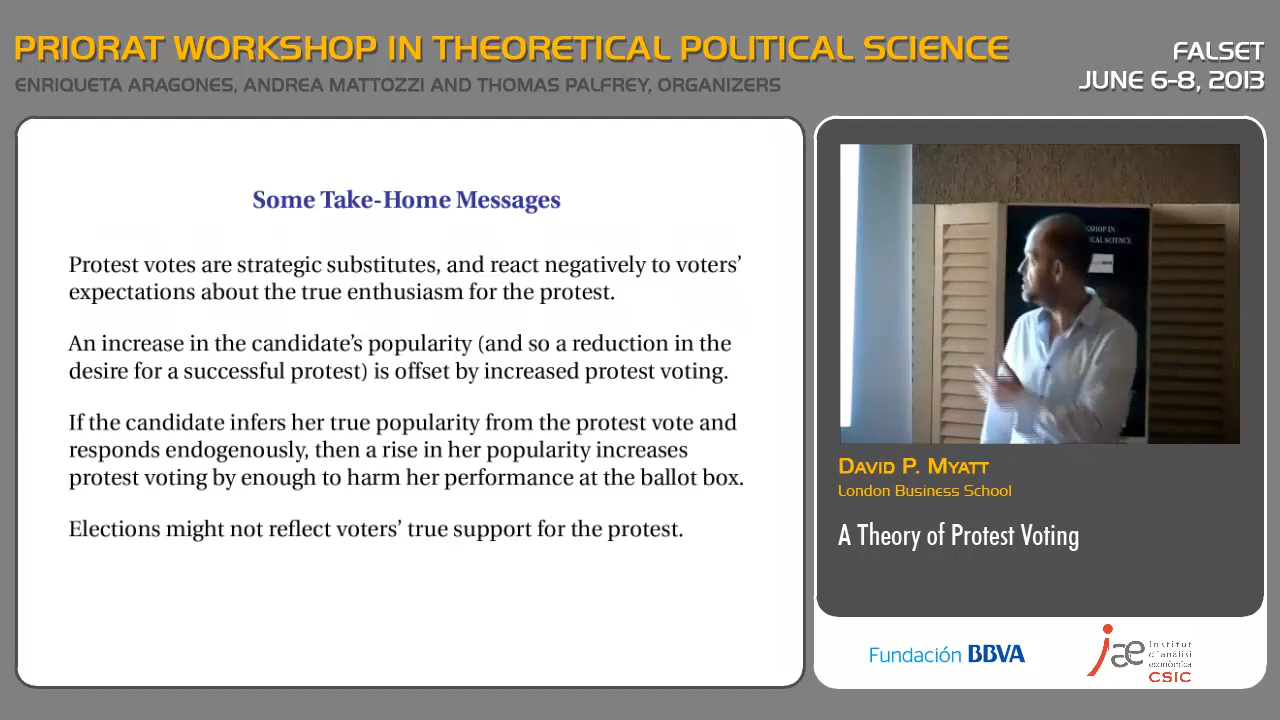 PRIORAT WORKSHOP IN THEORETICAL POLITICAL SCIENCE
ENRIQUETA ARAGONES, ANDREA MATTOZZI AND THOMAS PALFREY, ORGANIZERS
FALSET
JUNE 6-8, 2013
Some Take-Home Messages
Protest votes are strategic substitutes, and react negatively to voters'
expectations about the true enthusiasm for the protest.
An increase in the candidate's popularity (and so a reduction in the
desire for a successful protest) is offset by increased protest voting.
If the candidate infers her true popularity from the protest vote and
responds endogenously, then a rise in her popularity increases
protest voting by enough to harm her performance at the ballot box.
Elections might not reflect voters' true support for the protest.
KSHOP IN
ICAL SCIENCE
DAVID P. MYATT
London Business School
A Theory of Protest Voting
Fundación BBVA
iae Institut
d'anàlisi
econòmica
CSIC